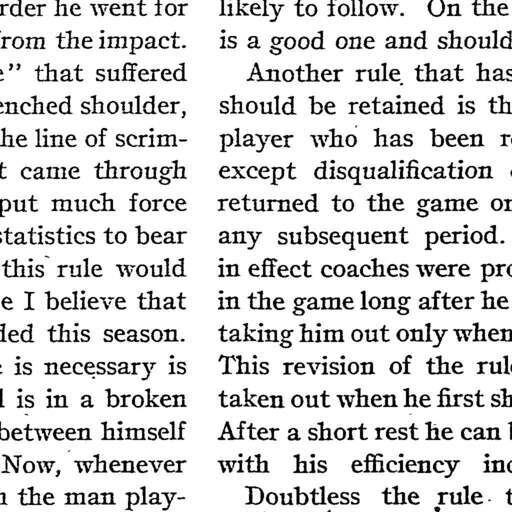 rder he went for
from the impact.
e" that suffered
enched shoulder,
he line of scrim-
t came through
put much force
statistics to bear
this rule would
e I believe that
ded this season.
is necessary is
l is in a broken
between himself
Now, whenever
n the man play-
likely to follow. On the
is a good one and should
Another rule that has
should be retained is th
player who has been r
except disqualification
returned to the game or
any subsequent period.
in effect coaches were pro
in the game long after he
taking him out only when
This revision of the rul
taken out when he first sh
After a short rest he can b
with his efficiency inc
Doubtless the rule t